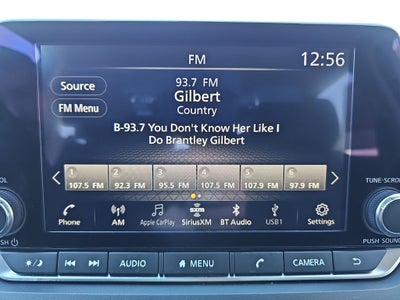 FM
12:56
Source
93.7 FM
Gilbert
FM Menu
Country
B-93.7 You Don't Know Her Like I
Do Brantley Gilbert
1 2 3 4 5 6
107.5 FM 92.3 FM 95.5 FM 107.5 FM 107.9 FM 97.9 FM
Phone AM Apple CarPlay SiriusXM BT Audio USB1 Settings
TUNE·SCROLL
PUSH SOUND
AUDIO MENU CAMERA